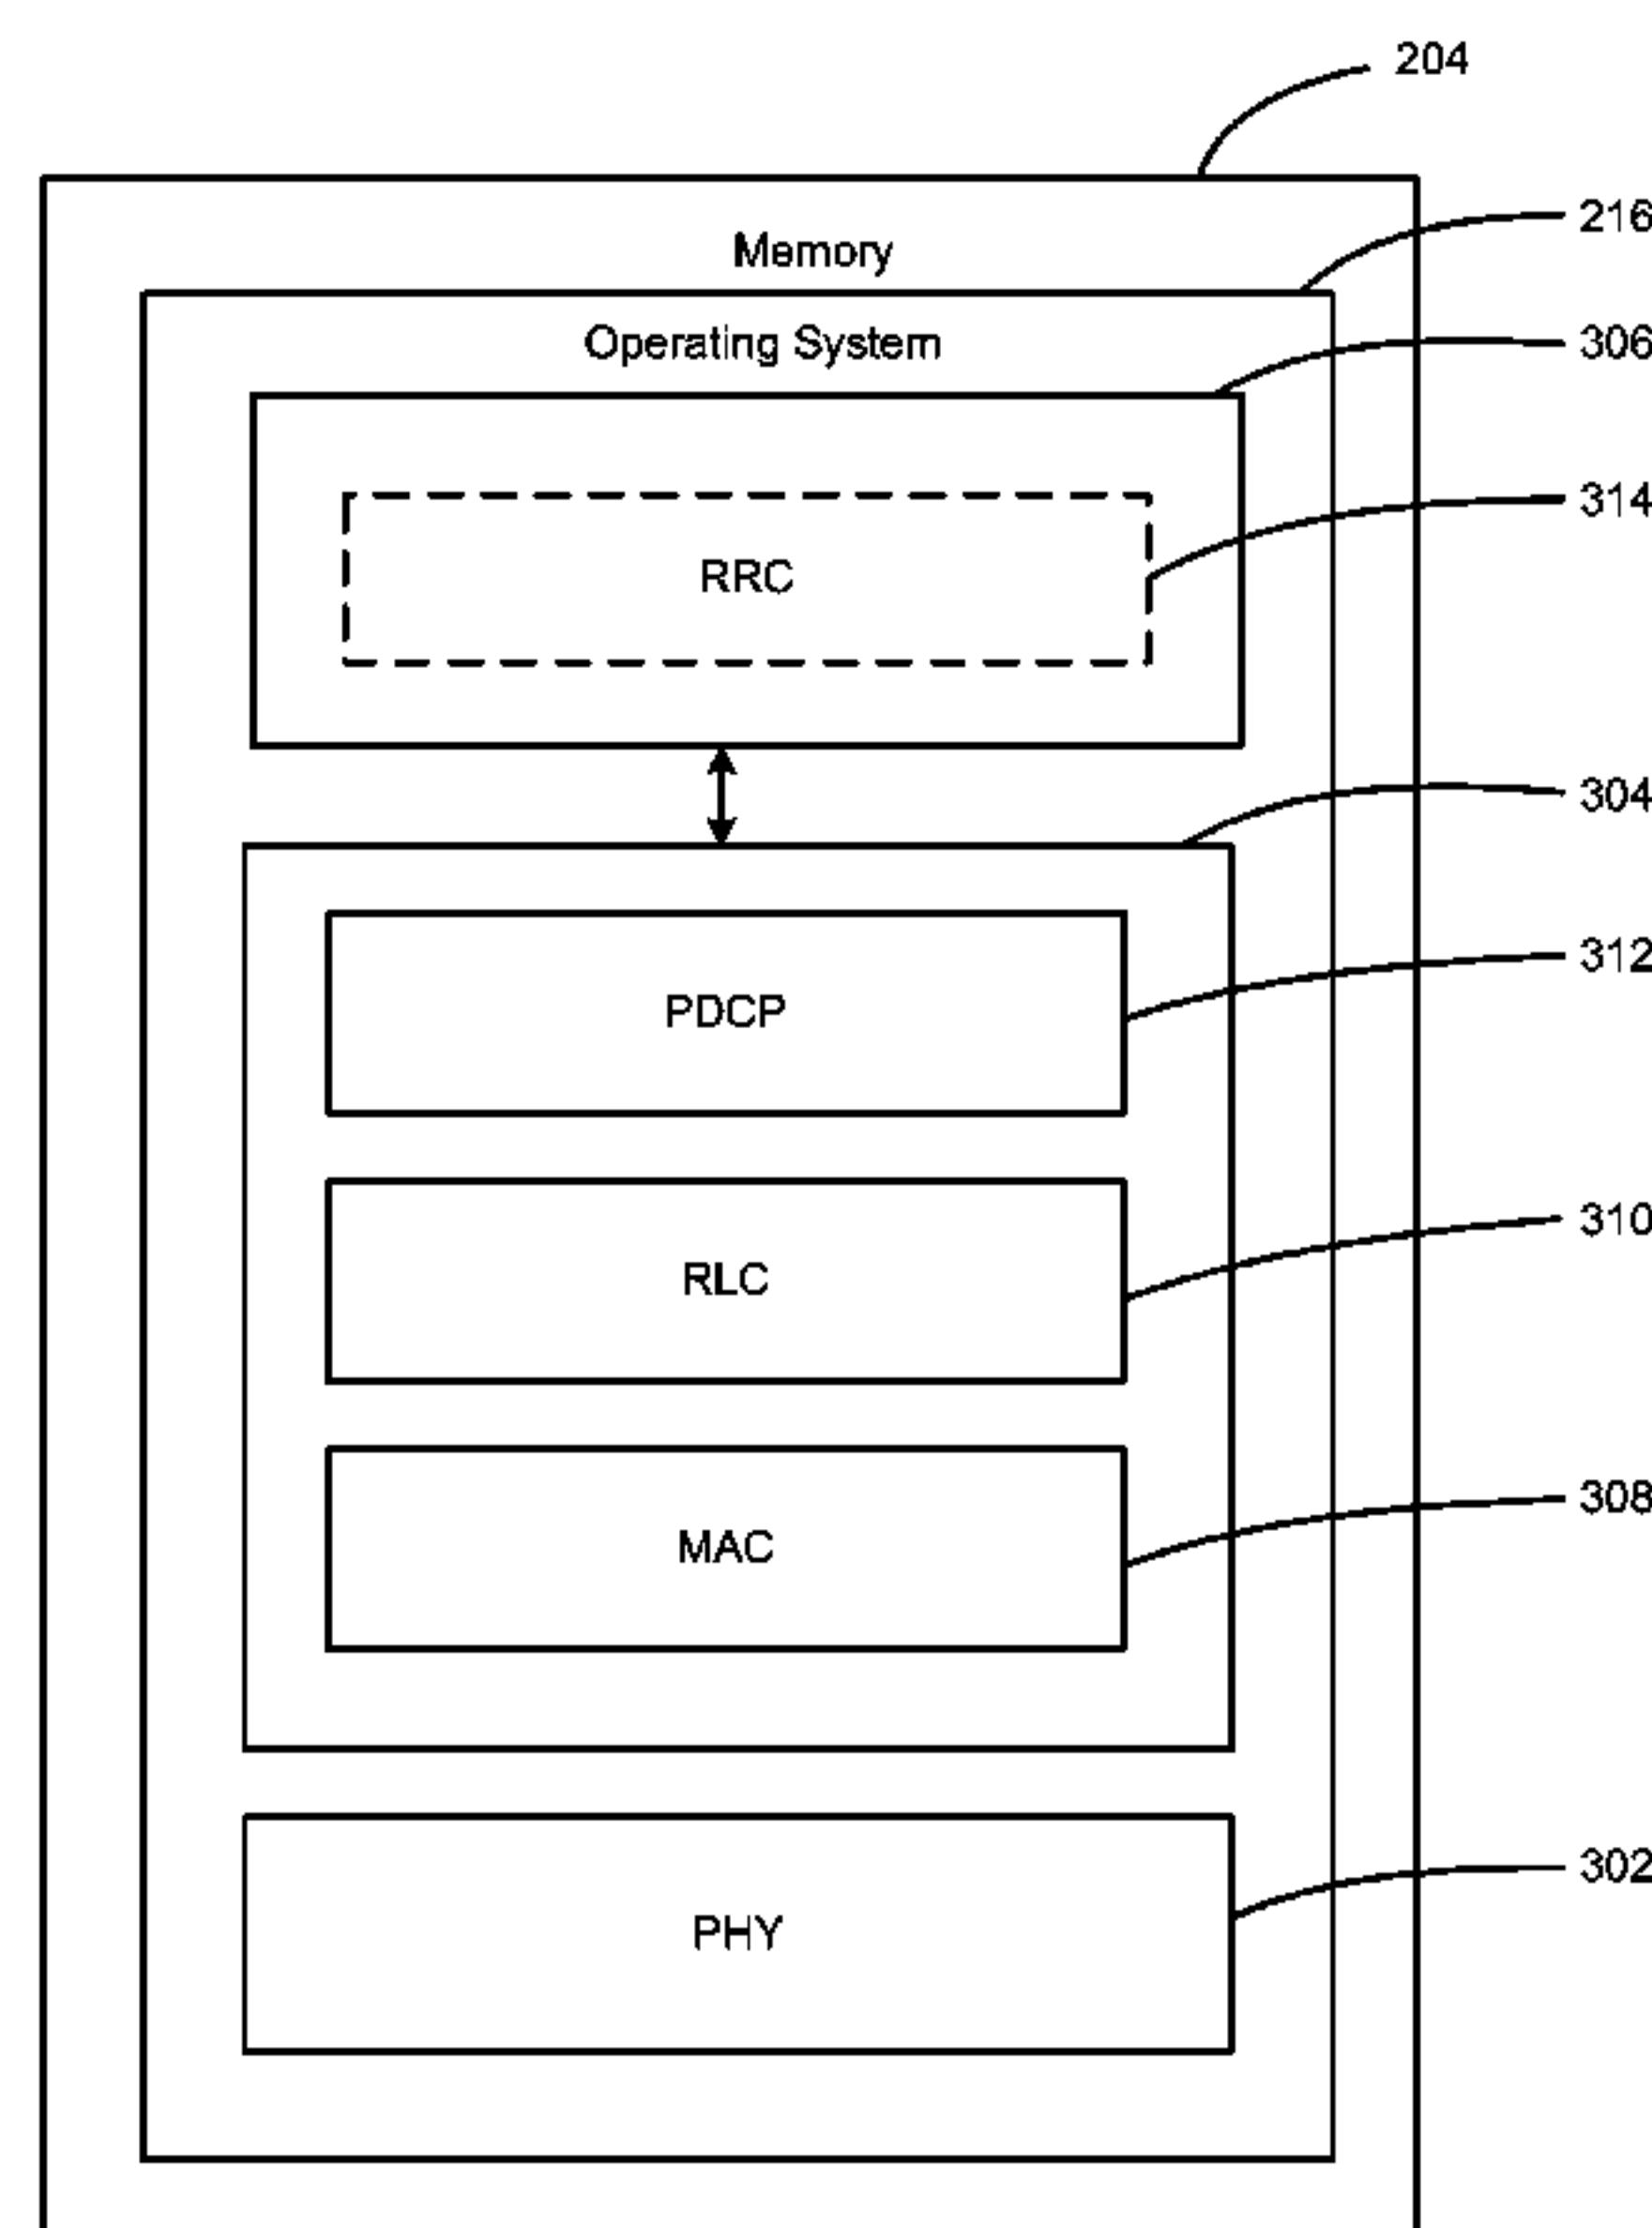 204
216
Memory
306
Operating System
314
RRC
304
312
PDCP
310
RLC
308
MAC
302
PHY